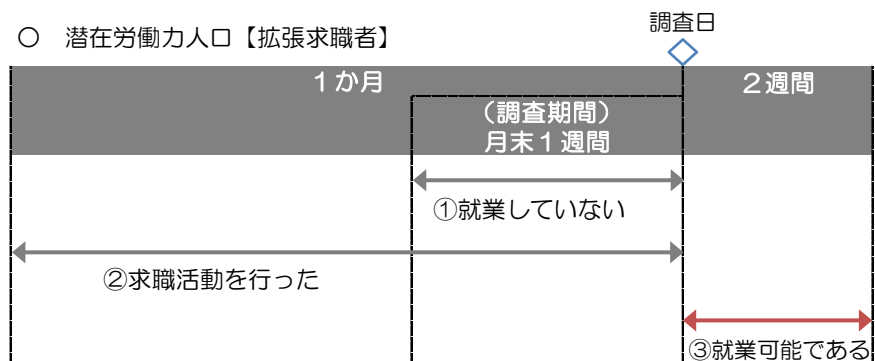 ○ 潜在労働力人口【拡張求職者】
調査日
１か月
２週間
（調査期間）
月末１週間
①就業していない
②求職活動を行った
③就業可能である